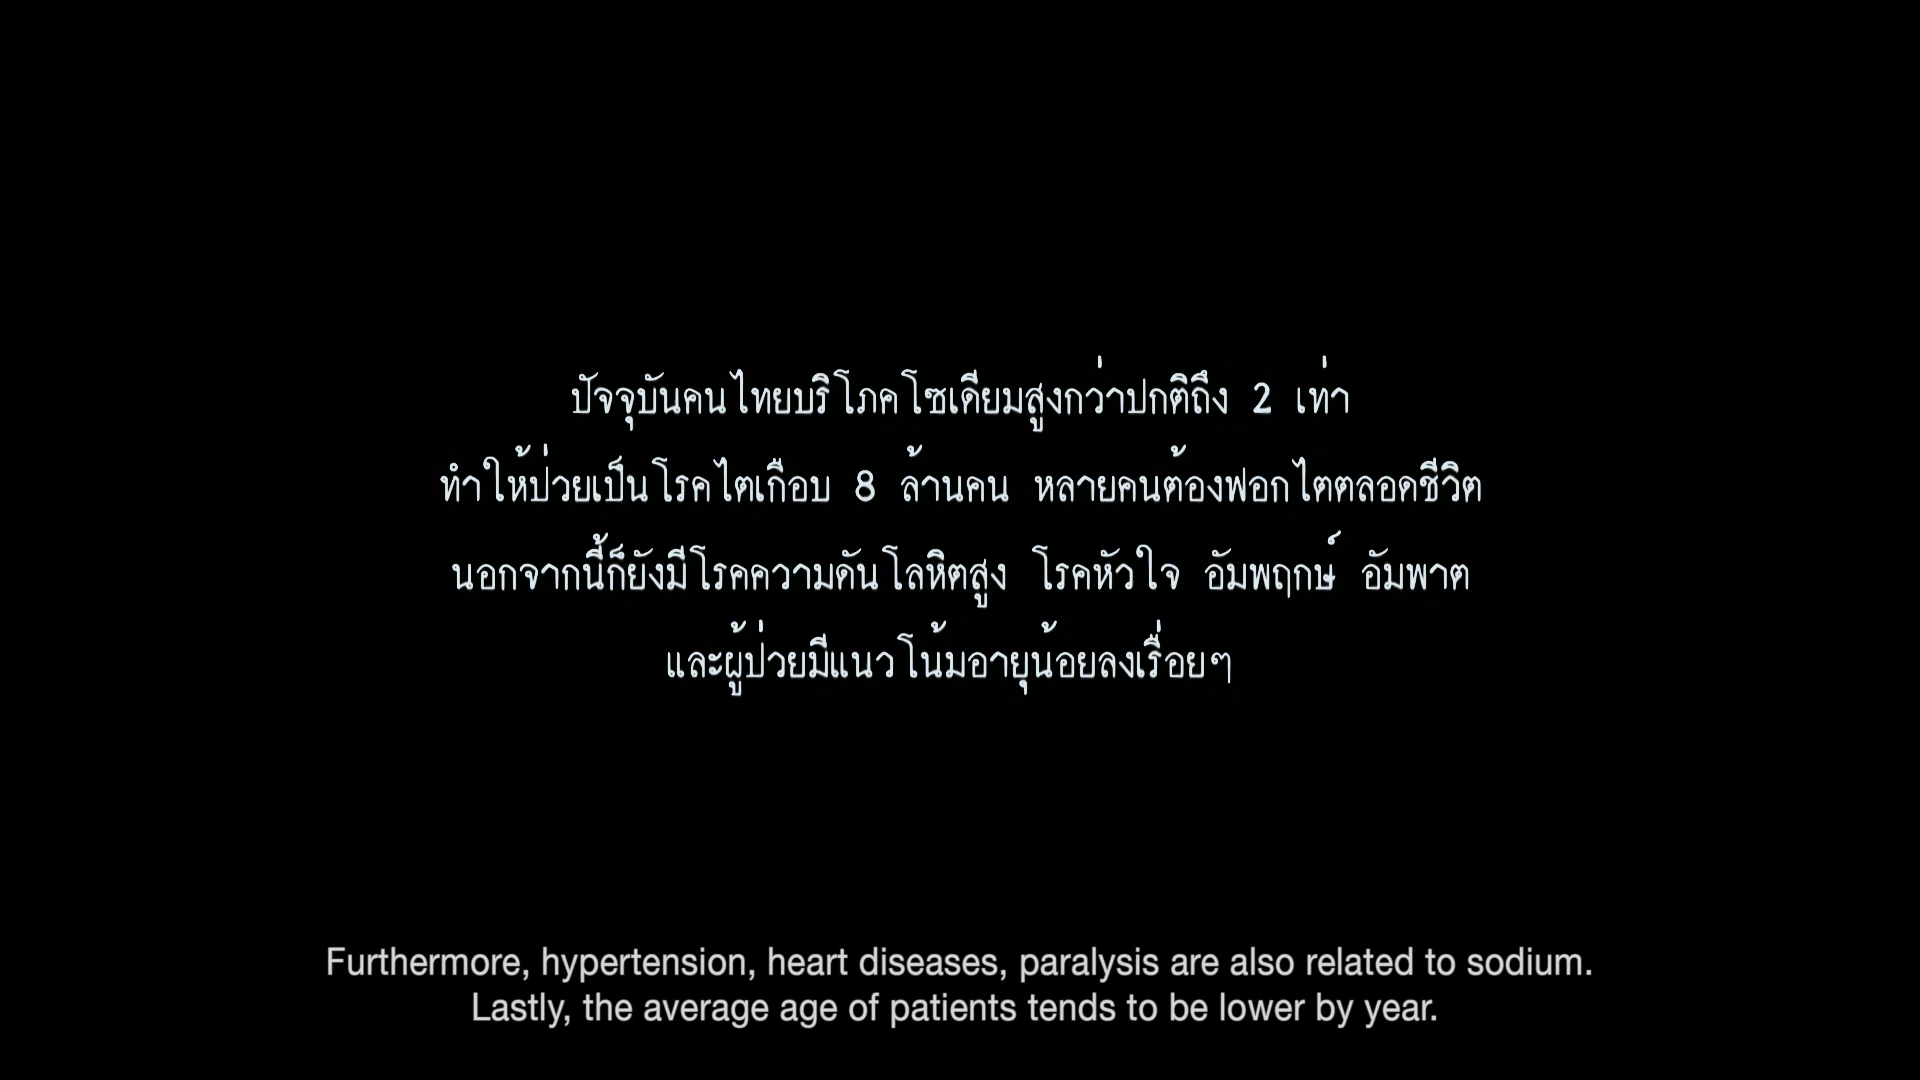 ปัจจุบันคนไทยบริโภคโซเดียมสูงกว่าปกติถึง 2 เท่า
ทำให้ป่วยเป็นโรคไตเกือบ 8 ล้านคน หลายคนต้องฟอกไตตลอดชีวิต
นอกจากนี้ก็ยังมีโรคความดันโลหิตสูง โรคหัวใจ อัมพฤกษ์ อัมพาต
และผู้ป่วยมีแนวโน้มอายุน้อยลงเรื่อยๆ
Furthermore, hypertension, heart diseases, paralysis are also related to sodium.
Lastly, the average age of patients tends to be lower by year.